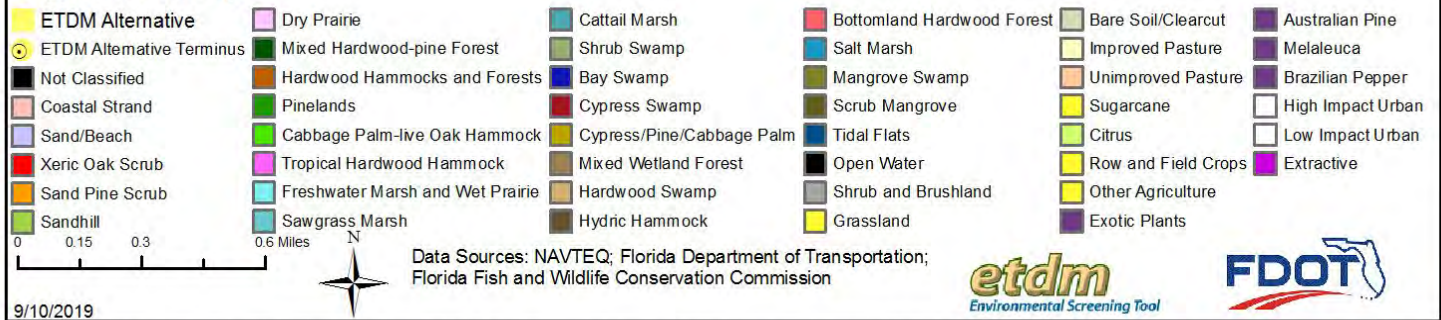 ETDM Alternative
ETDM Alternative Terminus
Not Classified
Coastal Strand
Sand/Beach
Xeric Oak Scrub
Sand Pine Scrub
Sandhill
Dry Prairie
Mixed Hardwood-pine Forest
Hardwood Hammocks and Forests
Pinelands
Cabbage Palm-live Oak Hammock
Tropical Hardwood Hammock
Freshwater Marsh and Wet Prairie
Sawgrass Marsh
Cattail Marsh
Shrub Swamp
Bay Swamp
Cypress Swamp
Cypress/Pine/Cabbage Palm
Mixed Wetland Forest
Hardwood Swamp
Hydric Hammock
Bottomland Hardwood Forest
Salt Marsh
Mangrove Swamp
Scrub Mangrove
Tidal Flats
Open Water
Shrub and Brushland
Grassland
Bare Soil/Clearcut
Improved Pasture
Unimproved Pasture
Sugarcane
Citrus
Row and Field Crops
Other Agriculture
Exotic Plants
Australian Pine
Melaleuca
Brazilian Pepper
High Impact Urban
Low Impact Urban
Extractive
0 0.15 0.3 0.6 Miles
N
Data Sources: NAVTEQ; Florida Department of Transportation;
Florida Fish and Wildlife Conservation Commission
etdm
Environmental Screening Tool
FDOT
9/10/2019